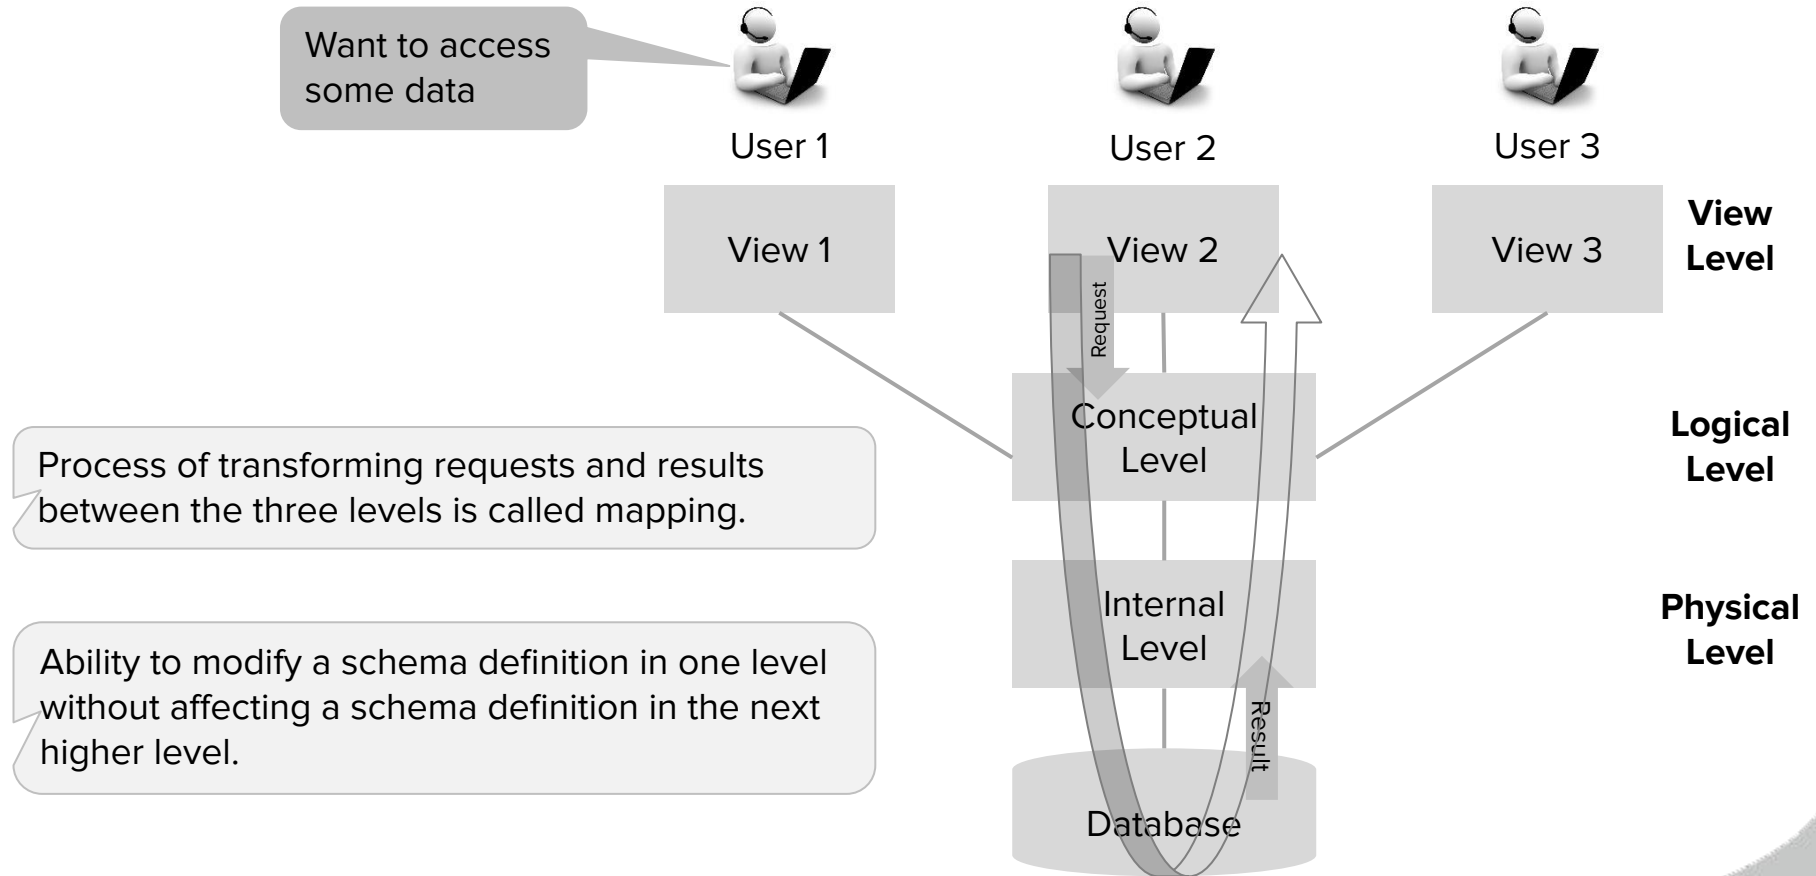 Want to access
some data
User 1
User 2
User 3
View 1
View 2
View 3
View
Level
Request
Conceptual
Level
Logical
Level
Process of transforming requests and results
between the three levels is called mapping.
Internal
Level
Physical
Level
Ability to modify a schema definition in one level
without affecting a schema definition in the next
higher level.
Result
Database